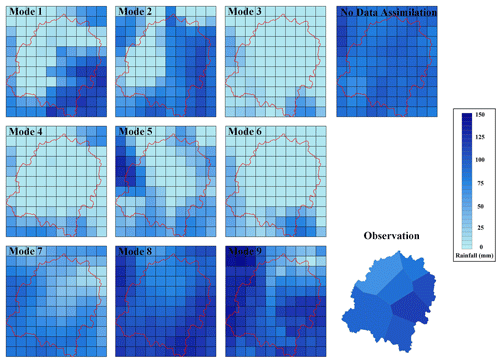 Mode 1
Mode 2
Mode 3
No Data Assimilation
Mode 4
Mode 5
Mode 6
Mode 7
Mode 8
Mode 9
Observation
150
125
100
75
50
25
0
Rainfall (mm)